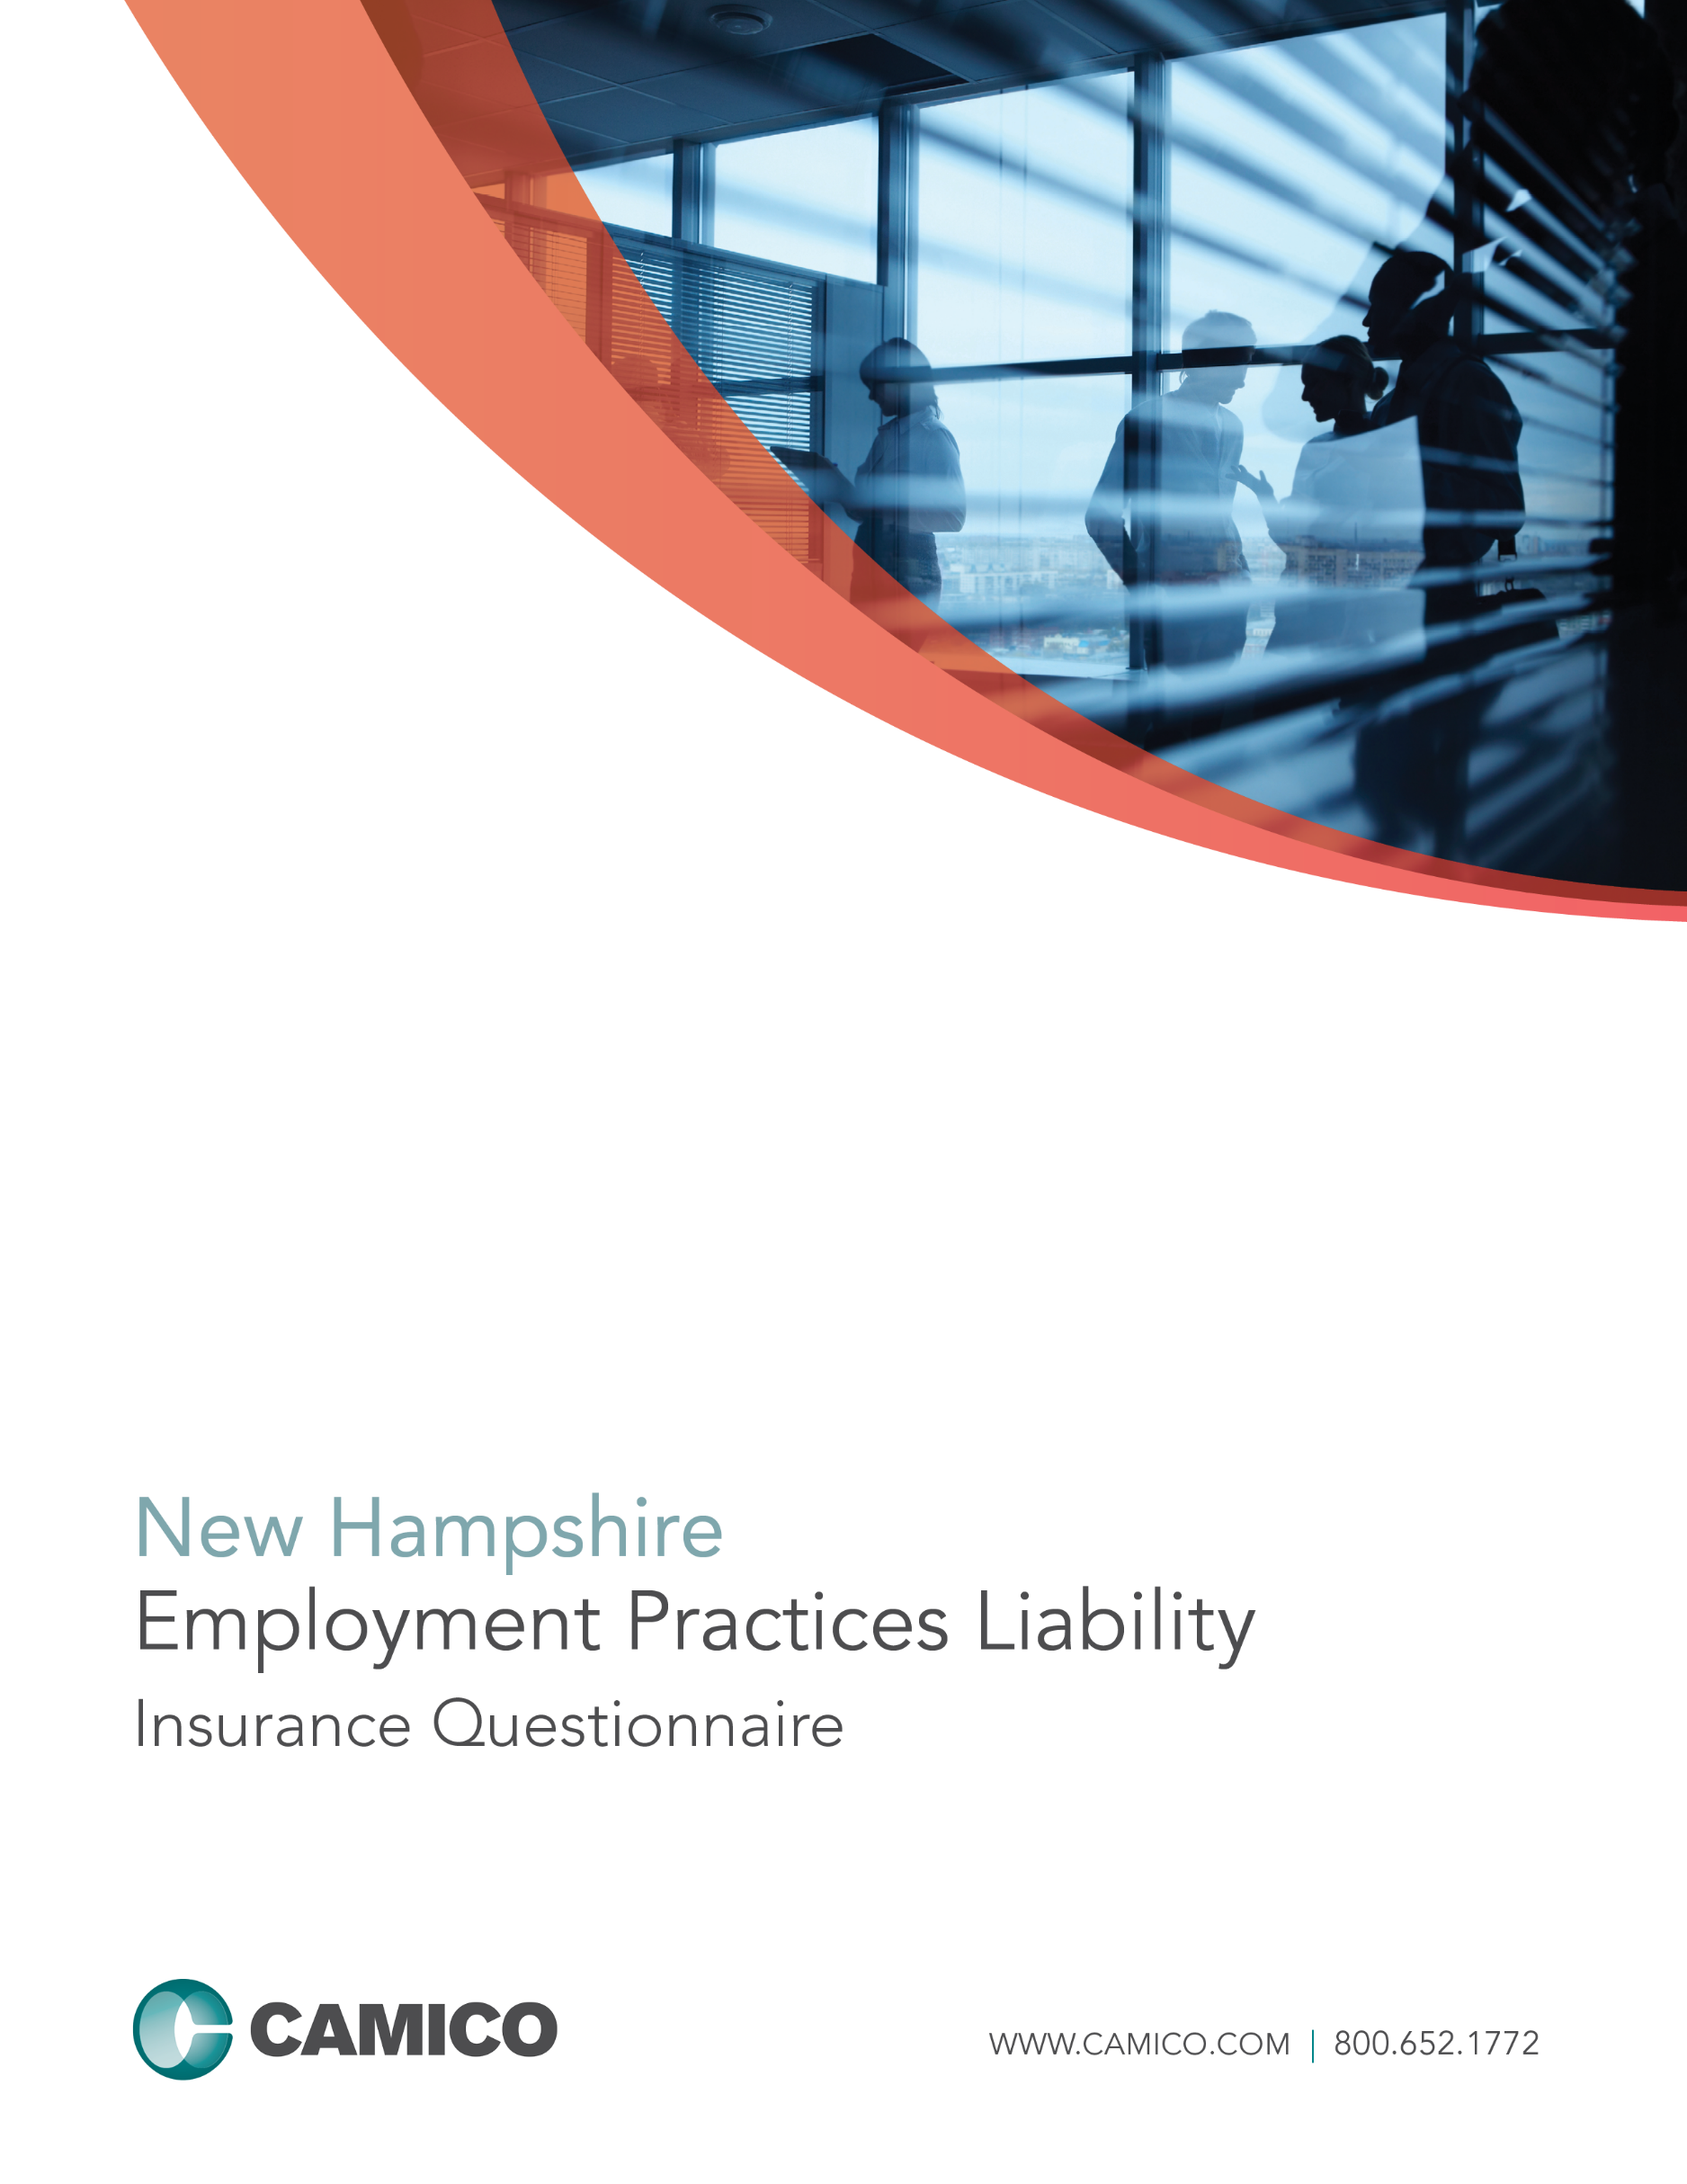 New Hampshire
Employment Practices Liability
Insurance Questionnaire
CAMICO
WWW.CAMICO.COM | 800.652.1772